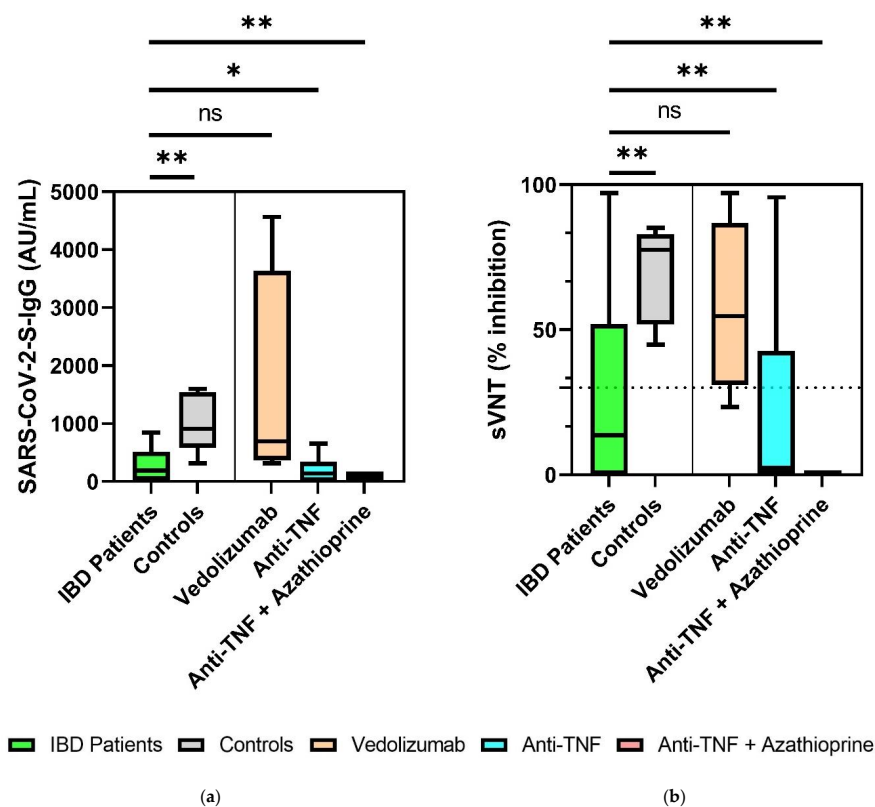 **
*
ns
**
SARS-CoV-2-S-IgG (AU/mL)
5000
4000
3000
2000
1000
0
IBD Patients
Controls
Vedolizumab
Anti-TNF
Anti-TNF + Azathioprine
**
**
ns
**
sVNT (% inhibition)
100
50
0
IBD Patients
Controls
Vedolizumab
Anti-TNF
Anti-TNF + Azathioprine
IBD Patients Controls Vedolizumab Anti-TNF Anti-TNF + Azathioprine
(a) (b)